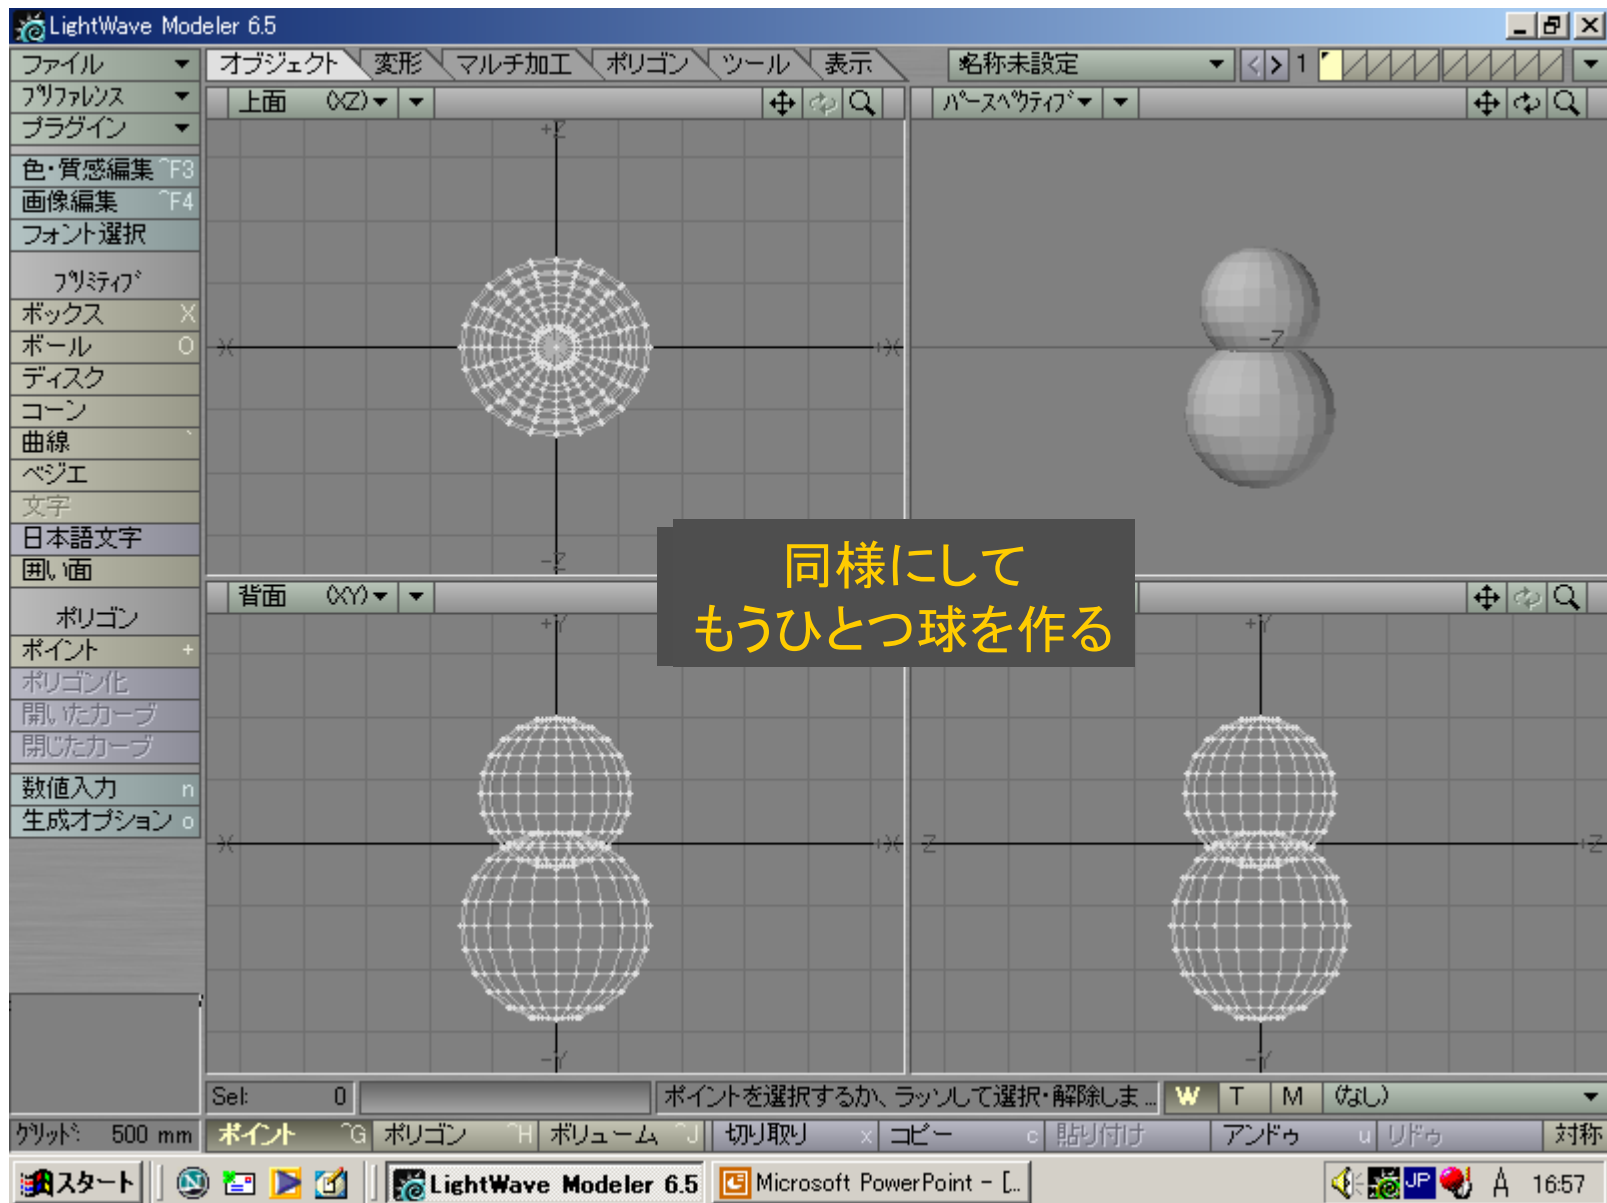 LightWave Modeler 6.5
ファイル
プリファレンス
プラグイン
色・質感編集 ^F3
画像編集 ^F4
フォント選択
プリミティブ
ボックス X
ボール O
ディスク
コーン
曲線 `
ベジエ
文字
日本語文字
囲い面
ポリゴン
ポイント +
ポリゴン化
開いたカーブ
閉じたカーブ
数値入力 n
生成オプション o
オブジェクト 変形 マルチ加工 ポリゴン ツール 表示
名称未設定 < > 1
上面 (XZ)
パースペクティブ
+Z
-X +X
-Z
-Z
同様にして
もうひとつ球を作る
背面 (XY)
+Y
-X +X
-Y
+Y
-Z +Z
-Y
Sel: 0
ポイントを選択するか、ラッソして選択・解除しま...
W T M (なし)
グリッド: 500 mm
ポイント ^G ポリゴン ^H ボリューム ^J 切り取り x コピー c 貼り付け アンドゥ u リドゥ 対称
スタート
LightWave Modeler 6.5
Microsoft PowerPoint - [...
JP A 16:57